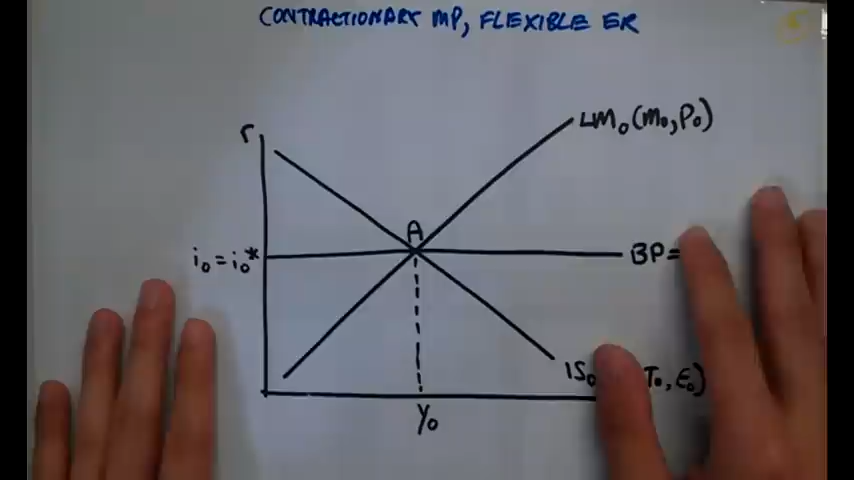 CONTRACTIONARY MP, FLEXIBLE ER
r
LM₀(M₀,P₀)
A
i₀=i₀*
BP=
IS₀ T₀,E₀)
Y₀